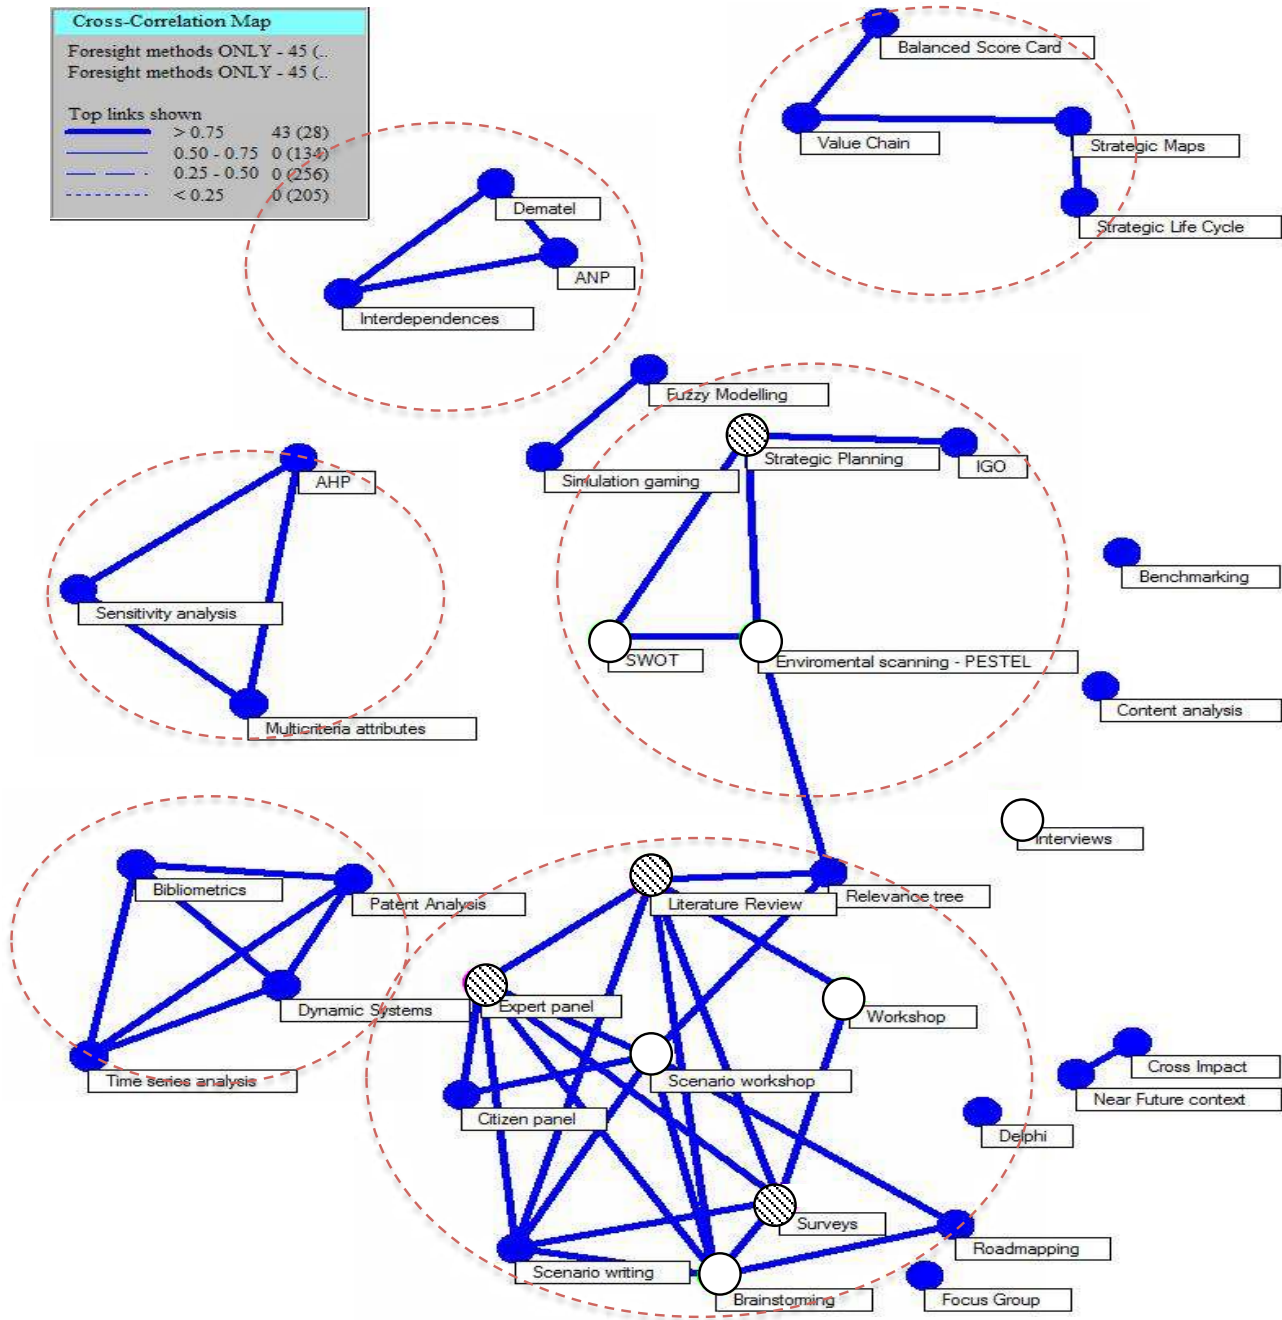 Cross-Correlation Map
Foresight methods ONLY - 45 (..
Foresight methods ONLY - 45 (..
Top links shown
> 0.75 43 (28)
0.50 - 0.75 0 (134)
0.25 - 0.50 0 (256)
< 0.25 0 (205)
Balanced Score Card
Value Chain
Strategic Maps
Strategic Life Cycle
Dematel
ANP
Interdependences
Fuzzy Modelling
Strategic Planning
IGO
Simulation gaming
AHP
Benchmarking
Sensitivity analysis
SWOT
Enviromental scanning - PESTEL
Content analysis
Multicriteria attributes
Interviews
Bibliometrics
Patent Analysis
Literature Review
Relevance tree
Dynamic Systems
Expert panel
Workshop
Time series analysis
Scenario workshop
Cross Impact
Near Future context
Citizen panel
Delphi
Surveys
Roadmapping
Scenario writing
Brainstorming
Focus Group